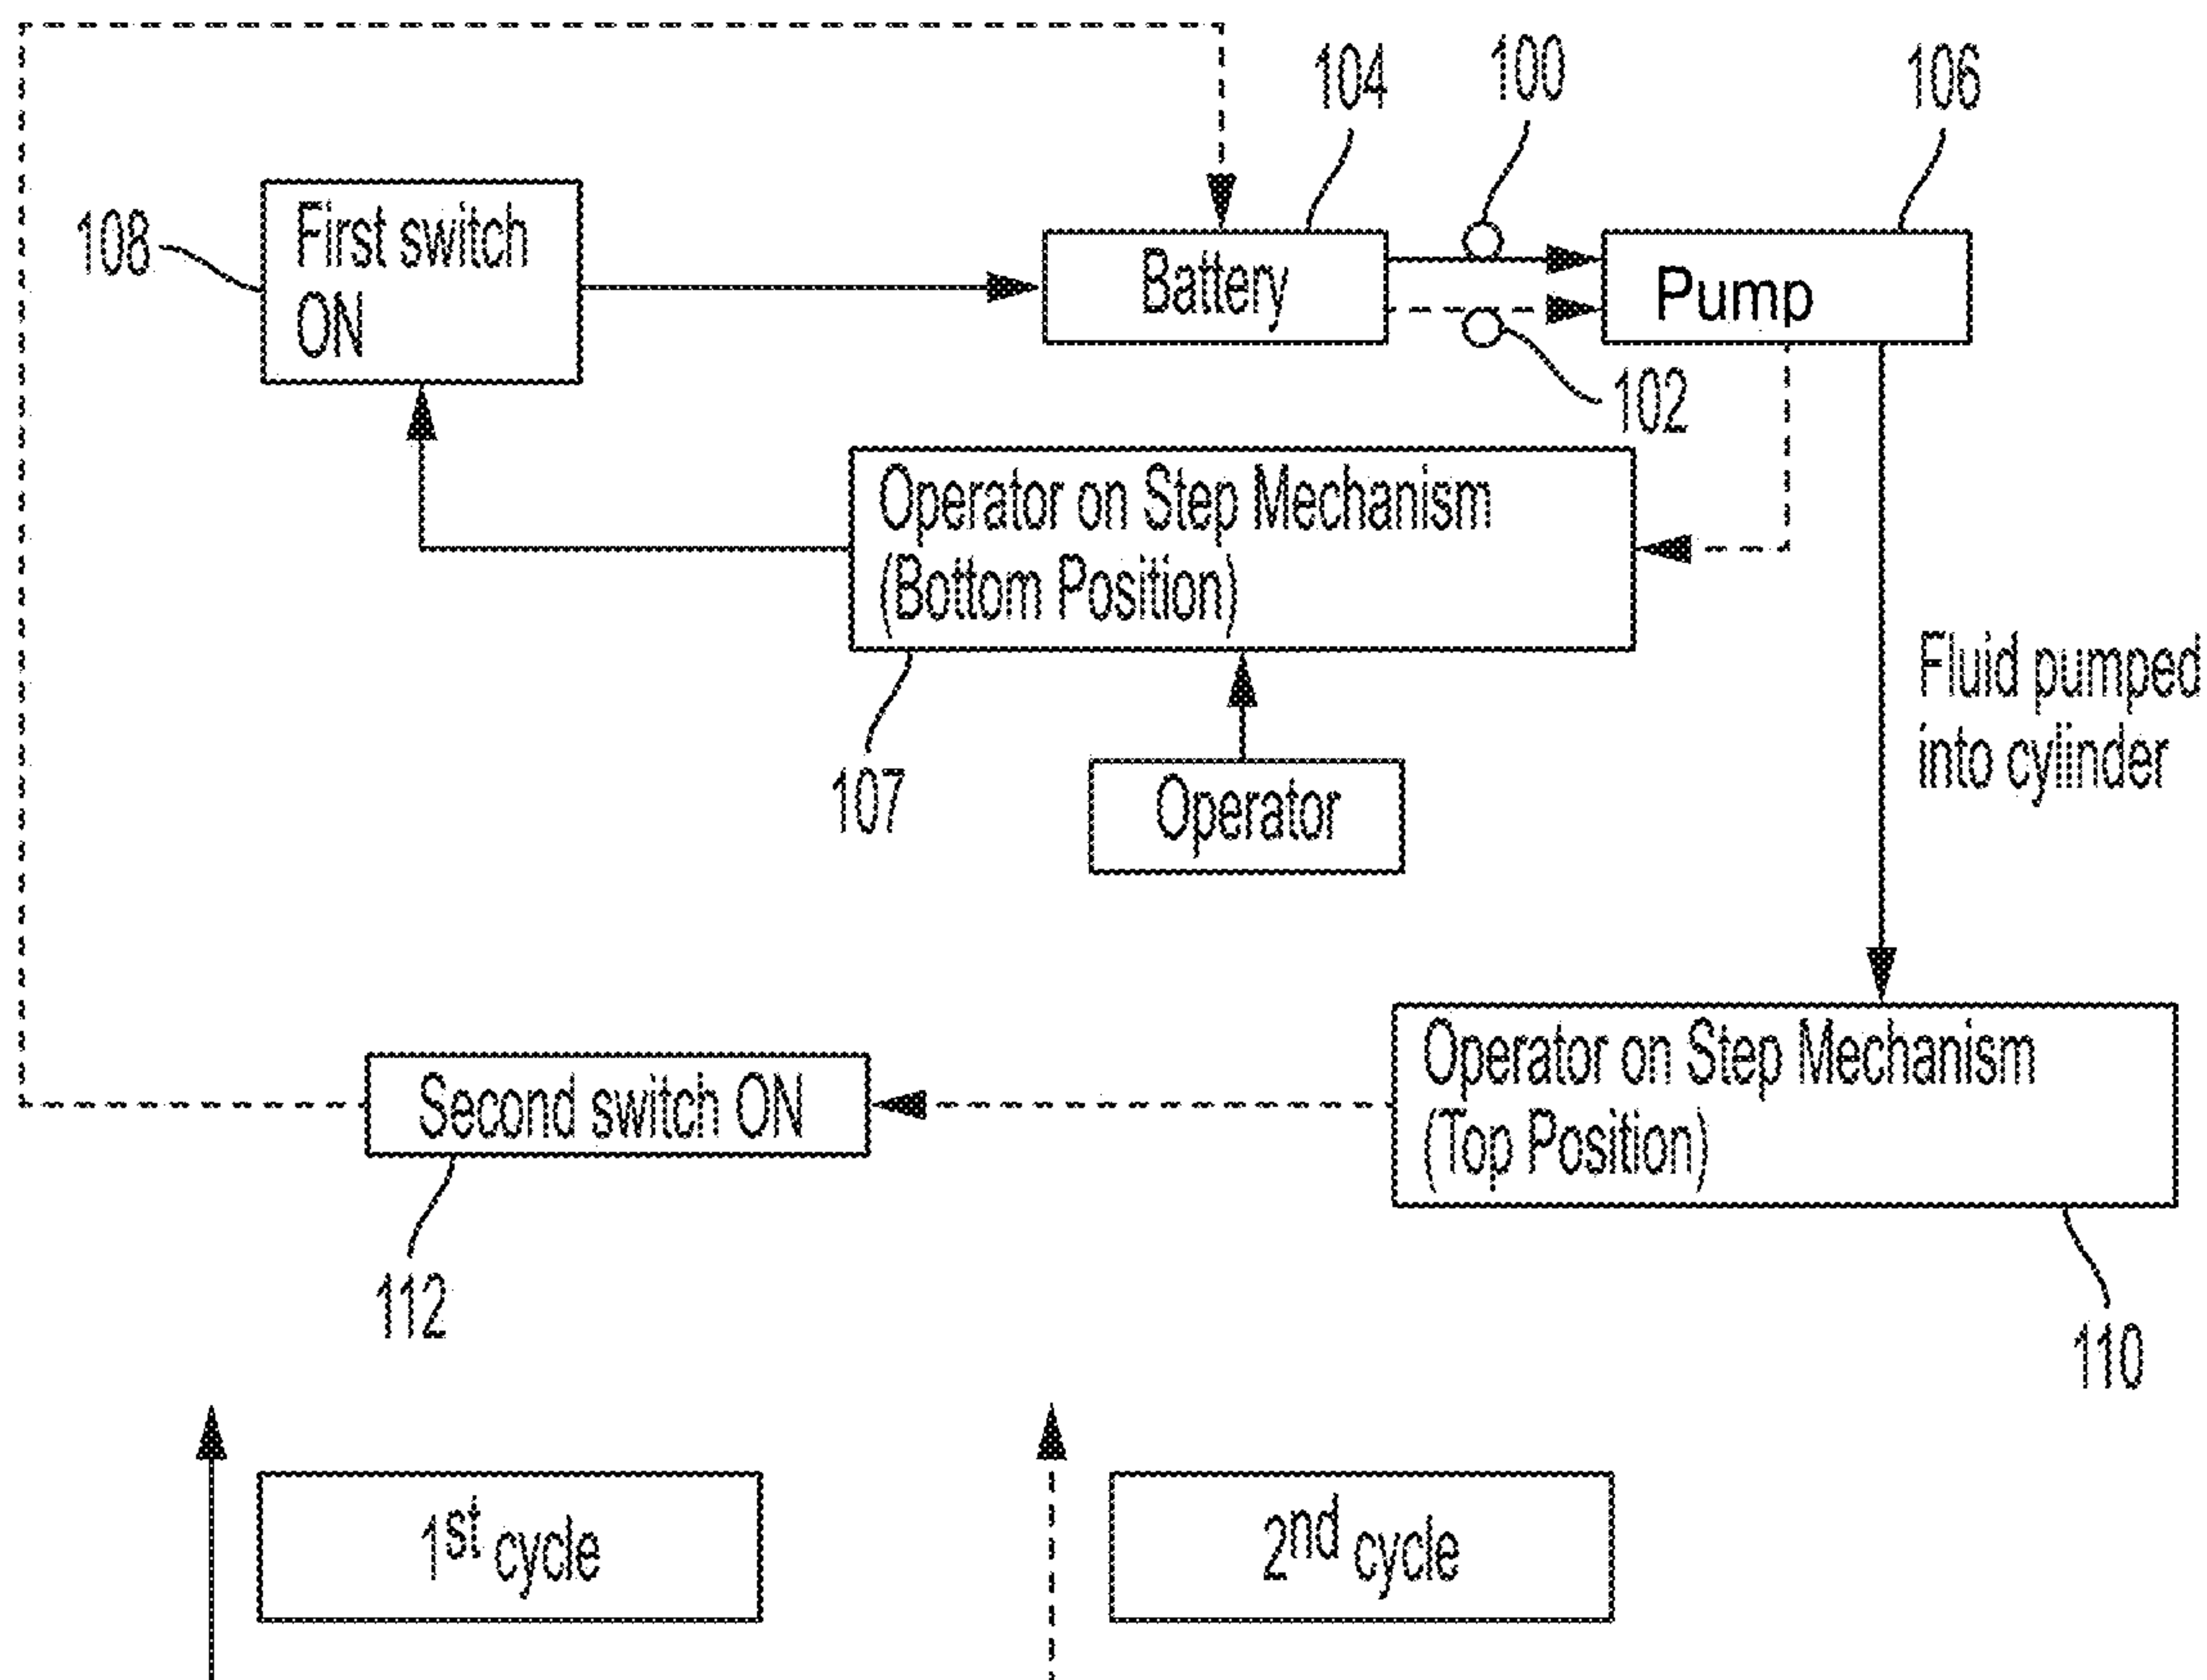 104
100
106
108
First switch
ON
Battery
Pump
102
Operator on Step Mechanism
(Bottom Position)
Fluid pumped
into cylinder
107
Operator
Operator on Step Mechanism
(Top Position)
Second switch ON
112
110
1st cycle
2nd cycle